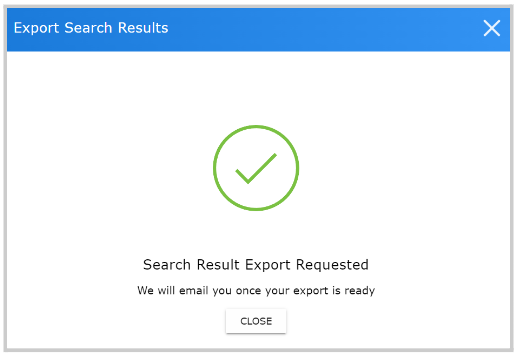 Export Search Results
Search Result Export Requested
We will email you once your export is ready
CLOSE